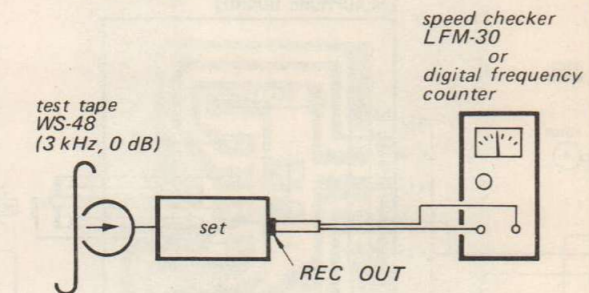 speed checker
LFM-30
or
digital frequency
counter
test tape
WS-48
(3 kHz, 0 dB)
set
REC OUT